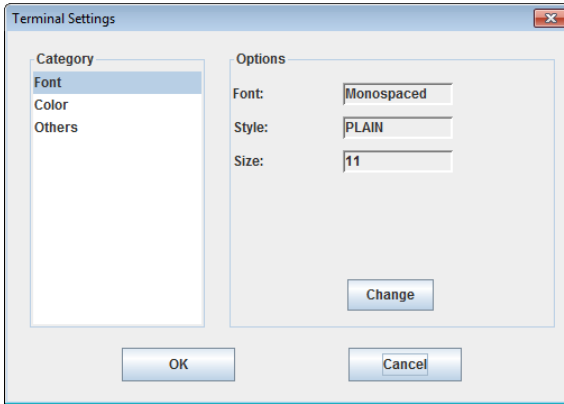 Terminal Settings
Category
Font
Color
Others
Options
Font: Monospaced
Style: PLAIN
Size: 11
Change
OK Cancel